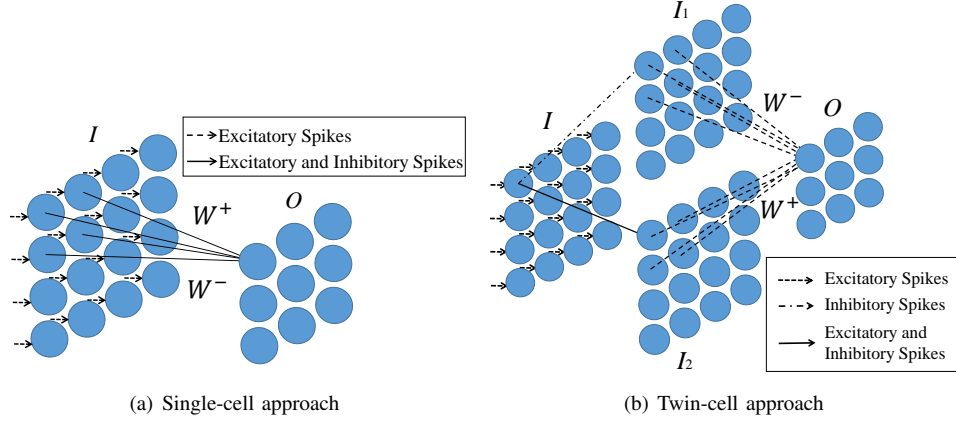 I
Excitatory Spikes
Excitatory and Inhibitory Spikes
W⁺
W⁻
O
(a) Single-cell approach
I₁
I
W⁻
O
W⁺
I₂
Excitatory Spikes
Inhibitory Spikes
Excitatory and
Inhibitory Spikes
(b) Twin-cell approach